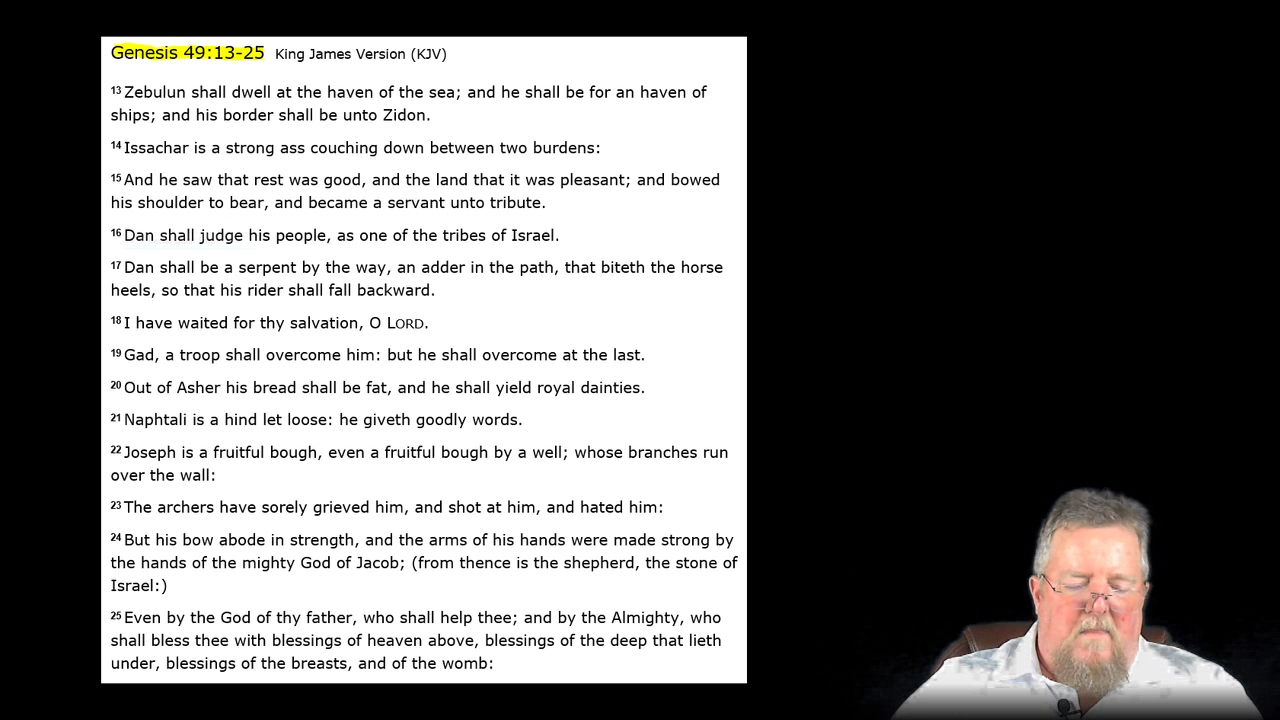 Genesis 49:13-25 King James Version (KJV)
13 Zebulun shall dwell at the haven of the sea; and he shall be for an haven of
ships; and his border shall be unto Zidon.
14 Issachar is a strong ass couching down between two burdens:
15 And he saw that rest was good, and the land that it was pleasant; and bowed
his shoulder to bear, and became a servant unto tribute.
16 Dan shall judge his people, as one of the tribes of Israel.
17 Dan shall be a serpent by the way, an adder in the path, that biteth the horse
heels, so that his rider shall fall backward.
18 I have waited for thy salvation, O LORD.
19 Gad, a troop shall overcome him: but he shall overcome at the last.
20 Out of Asher his bread shall be fat, and he shall yield royal dainties.
21 Naphtali is a hind let loose: he giveth goodly words.
22 Joseph is a fruitful bough, even a fruitful bough by a well; whose branches run
over the wall:
23 The archers have sorely grieved him, and shot at him, and hated him:
24 But his bow abode in strength, and the arms of his hands were made strong by
the hands of the mighty God of Jacob; (from thence is the shepherd, the stone of
Israel:)
25 Even by the God of thy father, who shall help thee; and by the Almighty, who
shall bless thee with blessings of heaven above, blessings of the deep that lieth
under, blessings of the breasts, and of the womb: